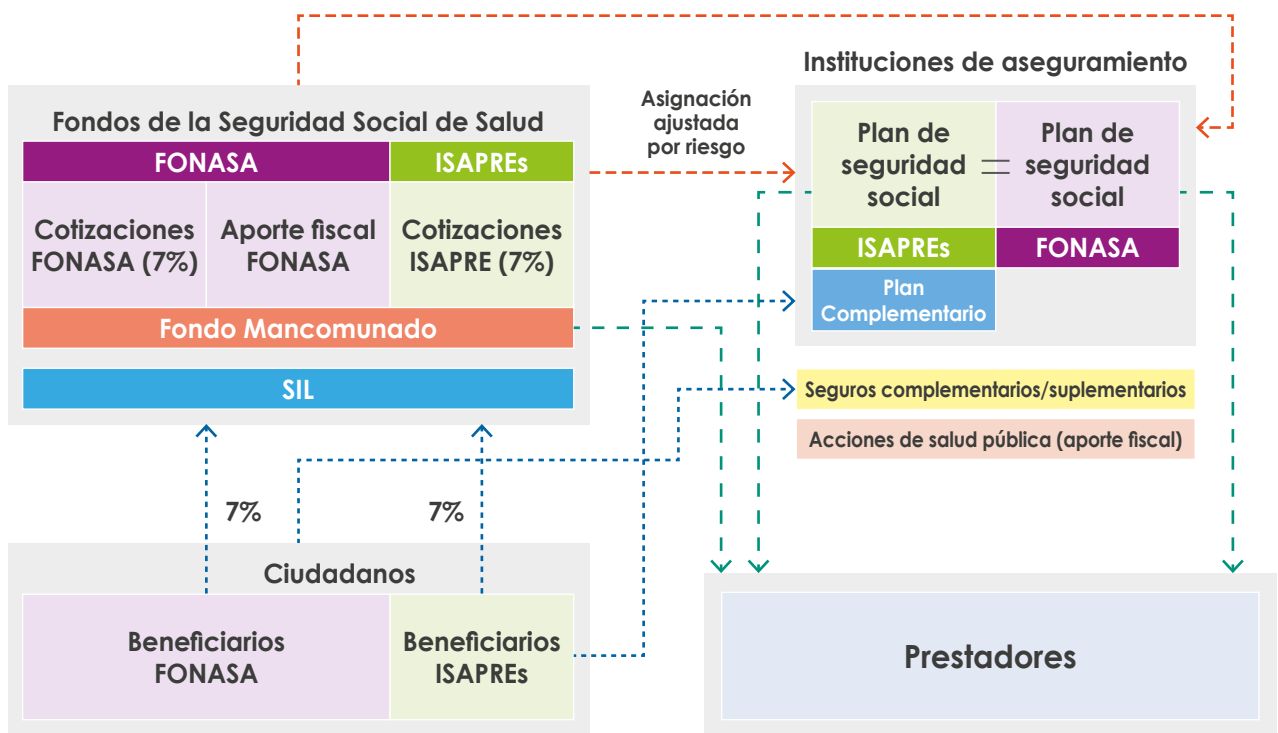 Fondos de la Seguridad Social de Salud
FONASA
ISAPREs
Cotizaciones
FONASA (7%)
Aporte fiscal
FONASA
Cotizaciones
ISAPRE (7%)
Fondo Mancomunado
SIL
Asignación
ajustada
por riesgo
Instituciones de aseguramiento
Plan de
seguridad
social
=
Plan de
seguridad
social
ISAPREs
FONASA
Plan
Complementario
Seguros complementarios/suplementarios
Acciones de salud pública (aporte fiscal)
7%
7%
Ciudadanos
Beneficiarios
FONASA
Beneficiarios
ISAPREs
Prestadores